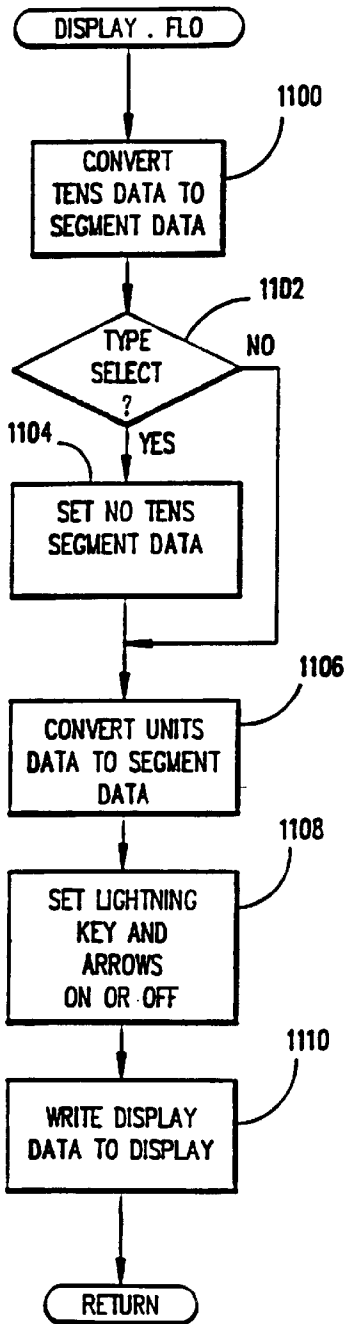 DISPLAY . FLO
1100
CONVERT
TENS DATA TO
SEGMENT DATA
1102
TYPE
SELECT
?
NO
YES
1104
SET NO TENS
SEGMENT DATA
1106
CONVERT UNITS
DATA TO SEGMENT
DATA
1108
SET LIGHTNING
KEY AND
ARROWS
ON OR OFF
1110
WRITE DISPLAY
DATA TO DISPLAY
RETURN